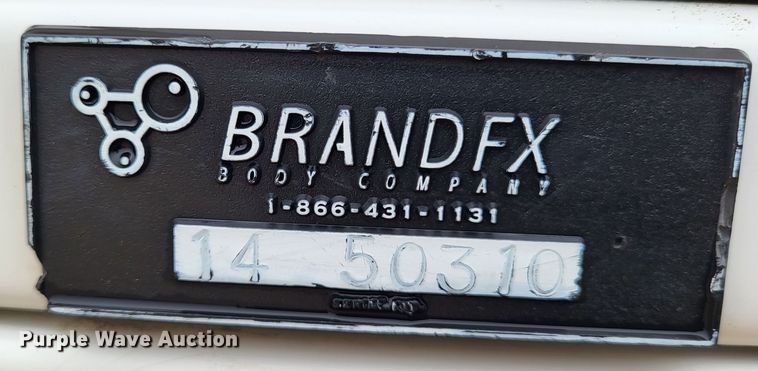 BRANDFX
BODY COMPANY
1-866-431-1131
14 50310
Purple Wave Auction